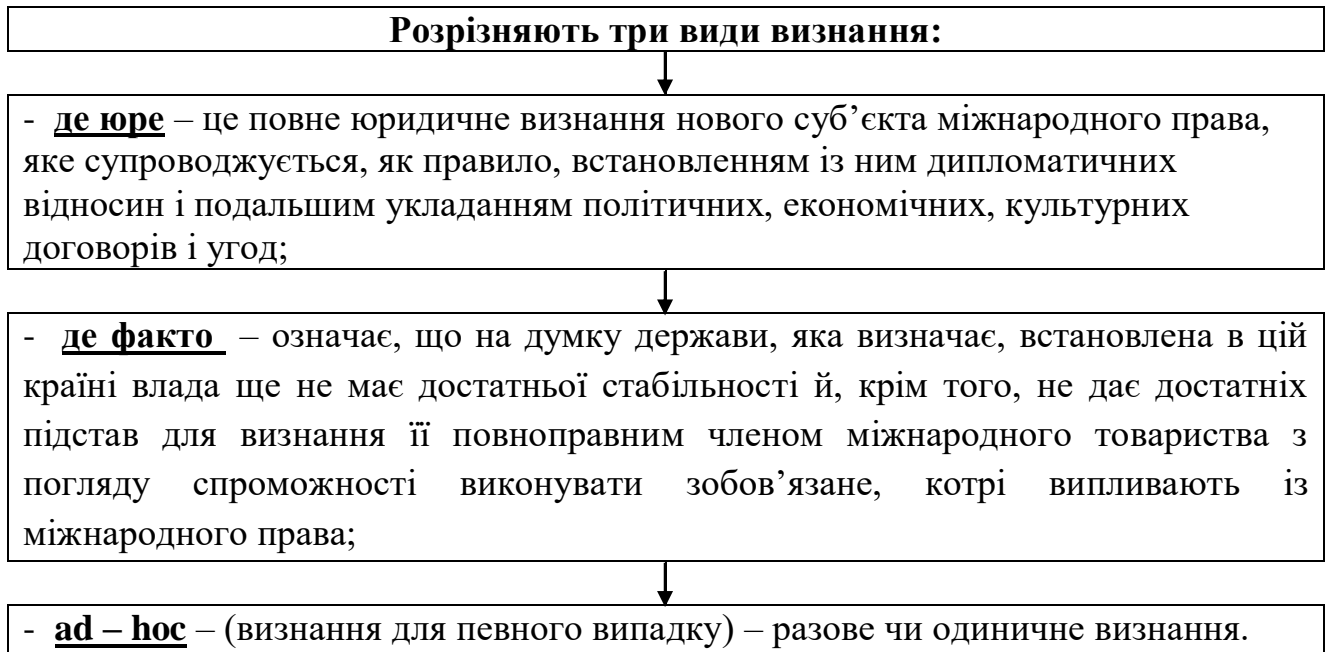 Розрізняють три види визнання:
- де юре – це повне юридичне визнання нового суб’єкта міжнародного права,
яке супроводжується, як правило, встановленням із ним дипломатичних
відносин і подальшим укладанням політичних, економічних, культурних
договорів і угод;
- де факто – означає, що на думку держави, яка визначає, встановлена в цій
країні влада ще не має достатньої стабільності й, крім того, не дає достатніх
підстав для визнання її повноправним членом міжнародного товариства з
погляду спроможності виконувати зобов’язане, котрі випливають із
міжнародного права;
- ad – hoc – (визнання для певного випадку) – разове чи одиничне визнання.